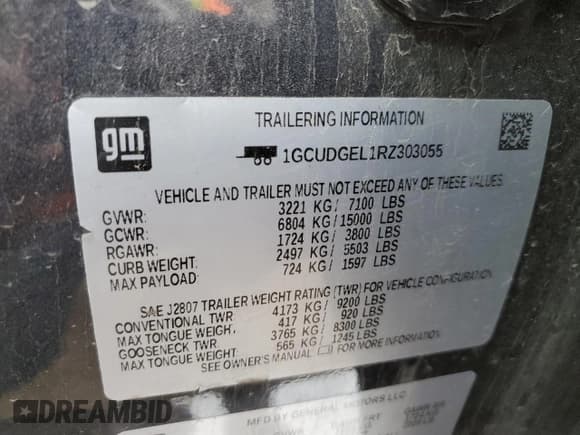 gm
TRAILERING INFORMATION
1GCUDGEL1RZ303055
VEHICLE AND TRAILER MUST NOT EXCEED ANY OF THESE VALUES
GVWR: 3221 KG/ 7100 LBS
GCWR: 6804 KG/ 15000 LBS
RGAWR: 1724 KG/ 3800 LBS
CURB WEIGHT: 2497 KG/ 5503 LBS
MAX PAYLOAD: 724 KG/ 1597 LBS
SAE J2807 TRAILER WEIGHT RATING (TWR) FOR VEHICLE CONFIGURATION
CONVENTIONAL TWR: 4173 KG/ 9200 LBS
MAX TONGUE WEIGHT: 417 KG/ 920 LBS
GOOSENECK TWR: 3765 KG/ 8300 LBS
MAX TONGUE WEIGHT: 565 KG/ 1245 LBS
SEE OWNER'S MANUAL FOR MORE INFORMATION
MFD BY GENERAL MOTORS LLC
DREAMBID